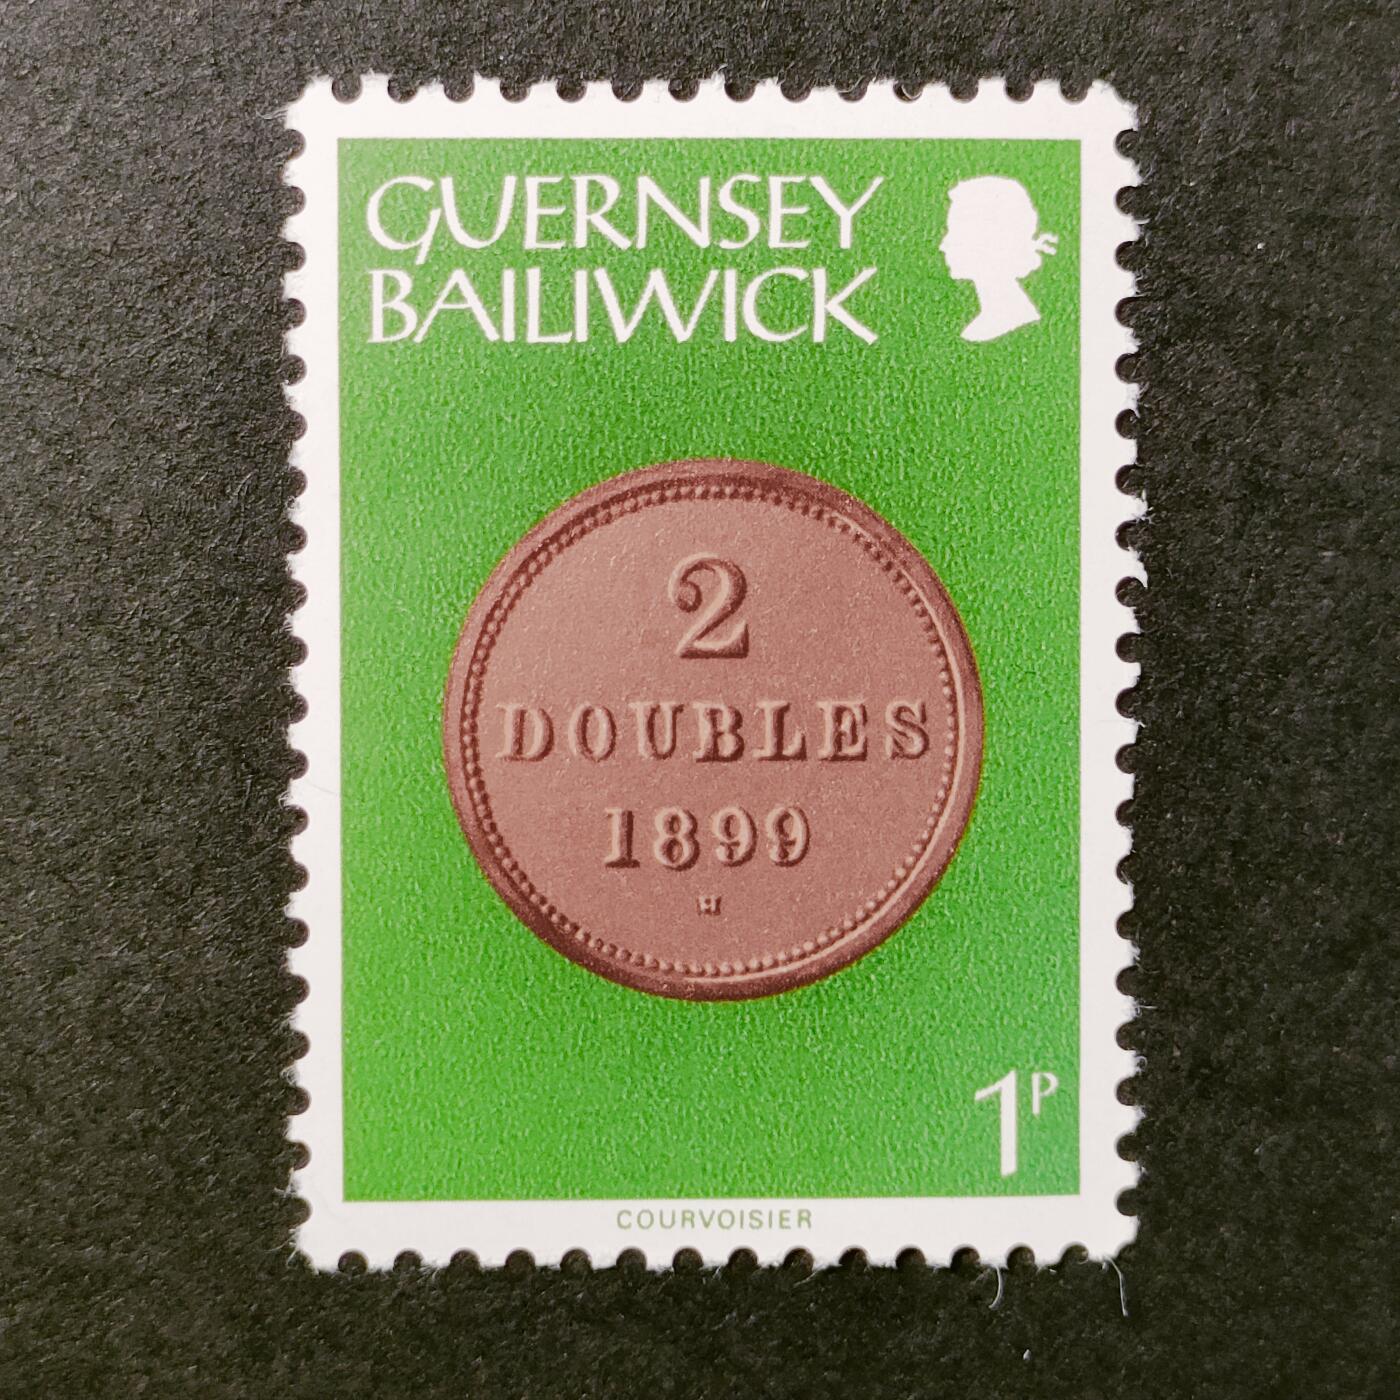 GUERNSEY
BAILIWICK
2
DOUBLES
1899
H
1P
COURVOISIER